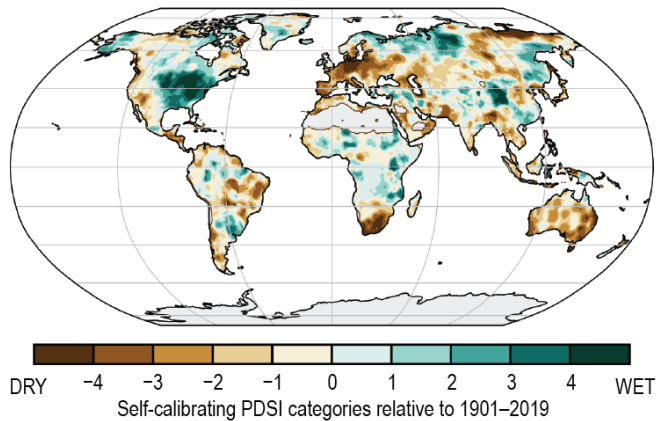 DRY −4 −3 −2 −1 0 1 2 3 4 WET
Self-calibrating PDSI categories relative to 1901–2019